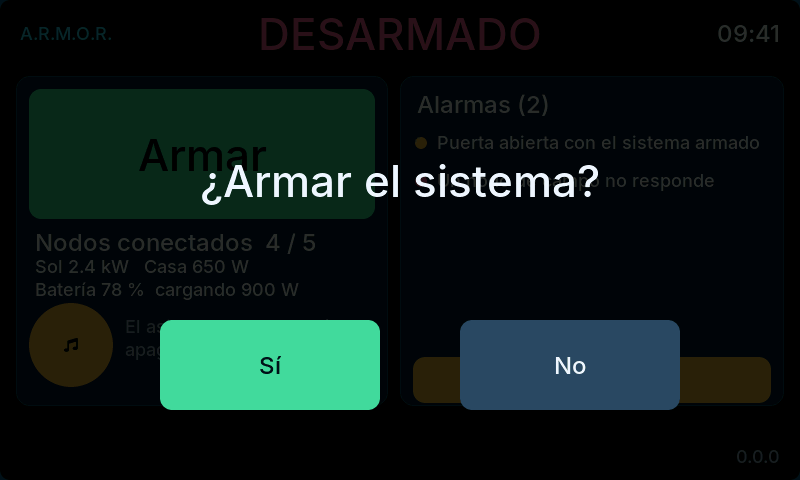 A.R.M.O.R.
DESARMADO
09:41
Armar
Alarmas (2)
Puerta abierta con el sistema armado
no responde
¿Armar el sistema?
Nodos conectados 4 / 5
Sol 2.4 kW Casa 650 W
Batería 78 % cargando 900 W
El
Sí
No
0.0.0